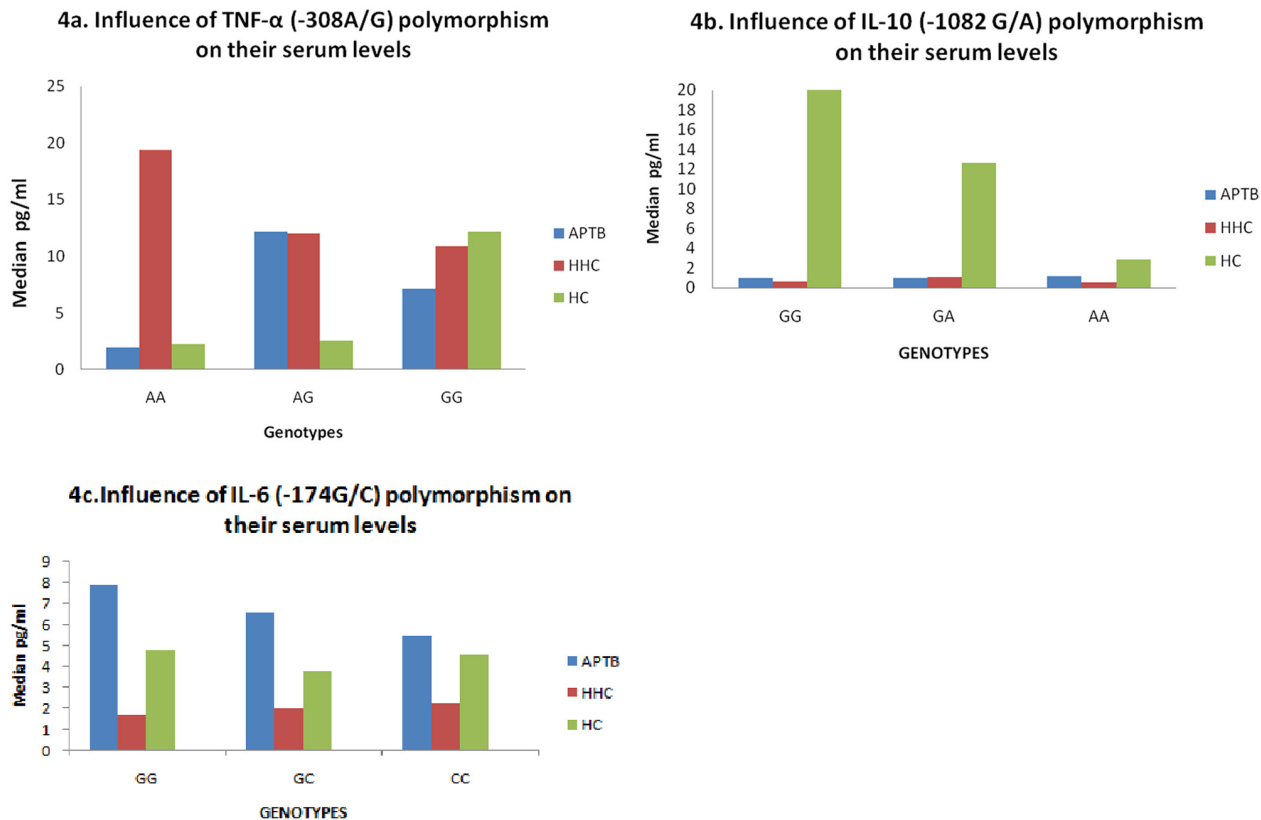 4a. Influence of TNF-α (-308A/G) polymorphism
on their serum levels
25
20
15
10
5
0
Median pg/ml
AA
AG
GG
Genotypes
APTB
HHC
HC
4b. Influence of IL-10 (-1082 G/A) polymorphism
on their serum levels
20
18
16
14
12
10
8
6
4
2
0
Median pg/ml
GG
GA
AA
GENOTYPES
APTB
HHC
HC
4c.Influence of IL-6 (-174G/C) polymorphism on
their serum levels
9
8
7
6
5
4
3
2
1
0
Median pg/ml
GG
GC
CC
GENOTYPES
APTB
HHC
HC